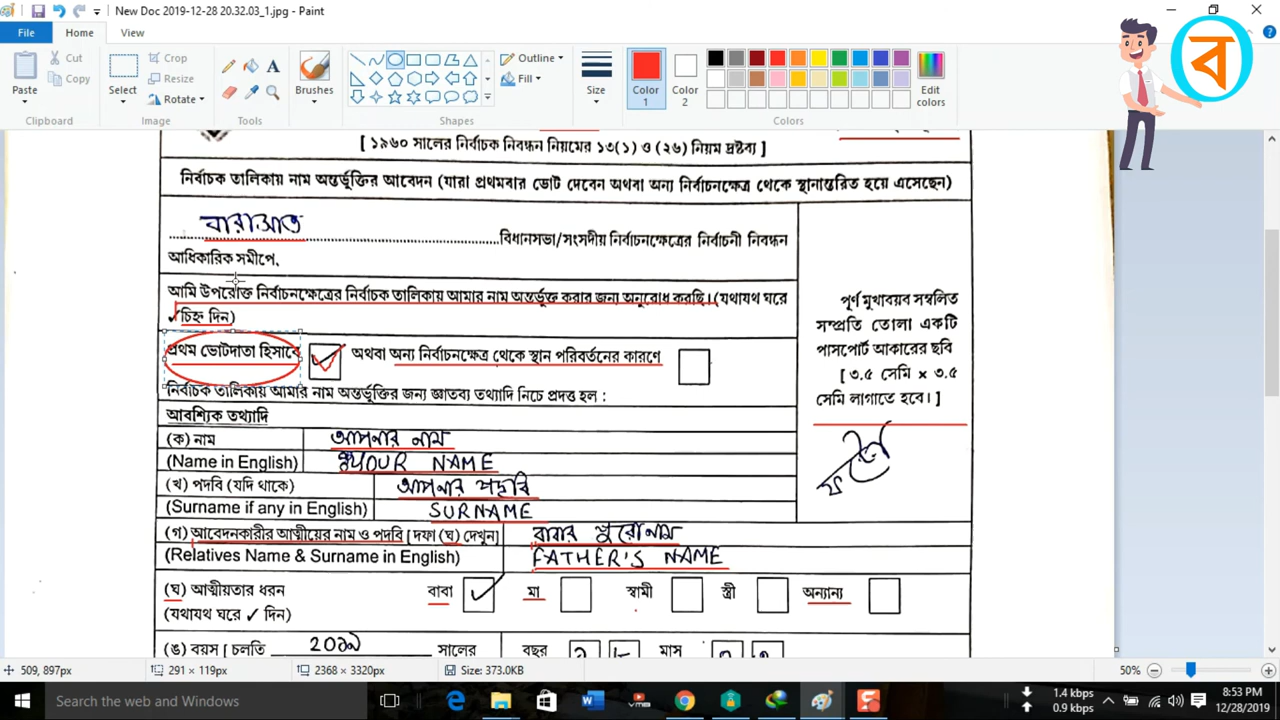 New Doc 2019-12-28 20.32.03_1.jpg - Paint
File Home View
Paste
Cut
Copy
Clipboard
Select
Crop
Resize
Rotate
Image
Tools
Brushes
Shapes
Outline
Fill
Size
Color 1
Color 2
Edit colors
Colors
ব
[ ১৯৬০ সালের নির্বাচক নিবন্ধন নিয়মের ১৩(১) ও (২৬) নিয়ম দ্রষ্টব্য ]
নির্বাচক তালিকায় নাম অন্তর্ভুক্তির আবেদন (যারা প্রথমবার ভোট দেবেন অথবা অন্য নির্বাচনক্ষেত্র থেকে স্থানান্তরিত হয়ে এসেছেন)
বারাসাত
বিধানসভা/সংসদীয় নির্বাচনক্ষেত্রের নির্বাচনী নিবন্ধন
আধিকারিক সমীপে,
আমি উপরোক্ত নির্বাচনক্ষেত্রের নির্বাচক তালিকায় আমার নাম অন্তর্ভুক্ত করার জন্য অনুরোধ করছি। (যথাযথ ঘরে
✓চিহ্ন দিন)
প্রথম ভোটদাতা হিসাবে ✓ অথবা অন্য নির্বাচনক্ষেত্র থেকে স্থান পরিবর্তনের কারণে
নির্বাচক তালিকায় আমার নাম অন্তর্ভুক্তির জন্য জ্ঞাতব্য তথ্যাদি নিচে প্রদত্ত হল :
পূর্ণ মুখাবয়ব সম্বলিত
সম্প্রতি তোলা একটি
পাসপোর্ট আকারের ছবি
[ ৩.৫ সেমি × ৩.৫
সেমি লাগাতে হবে। ]
আবশ্যিক তথ্যাদি
(ক) নাম আপনার নাম
(Name in English) YOUR NAME
(খ) পদবি (যদি থাকে) আপনার পদবি
(Surname if any in English) SURNAME
(গ) আবেদনকারীর আত্মীয়ের নাম ও পদবি [দফা (ঘ) দেখুন] বাবার পুরোনাম
(Relatives Name & Surname in English) FATHER'S NAME
(ঘ) আত্মীয়তার ধরন বাবা ✓ মা স্বামী স্ত্রী অন্যান্য
(যথাযথ ঘরে ✓ দিন)
(ঙ) বয়স [ চলতি ২০১৯ সালের বছর মাস
509, 897px 291 × 119px 2368 × 3320px Size: 373.0KB 50%
Search Windows
1.4 kbps
0.9 kbps
8:53 PM
12/28/2019